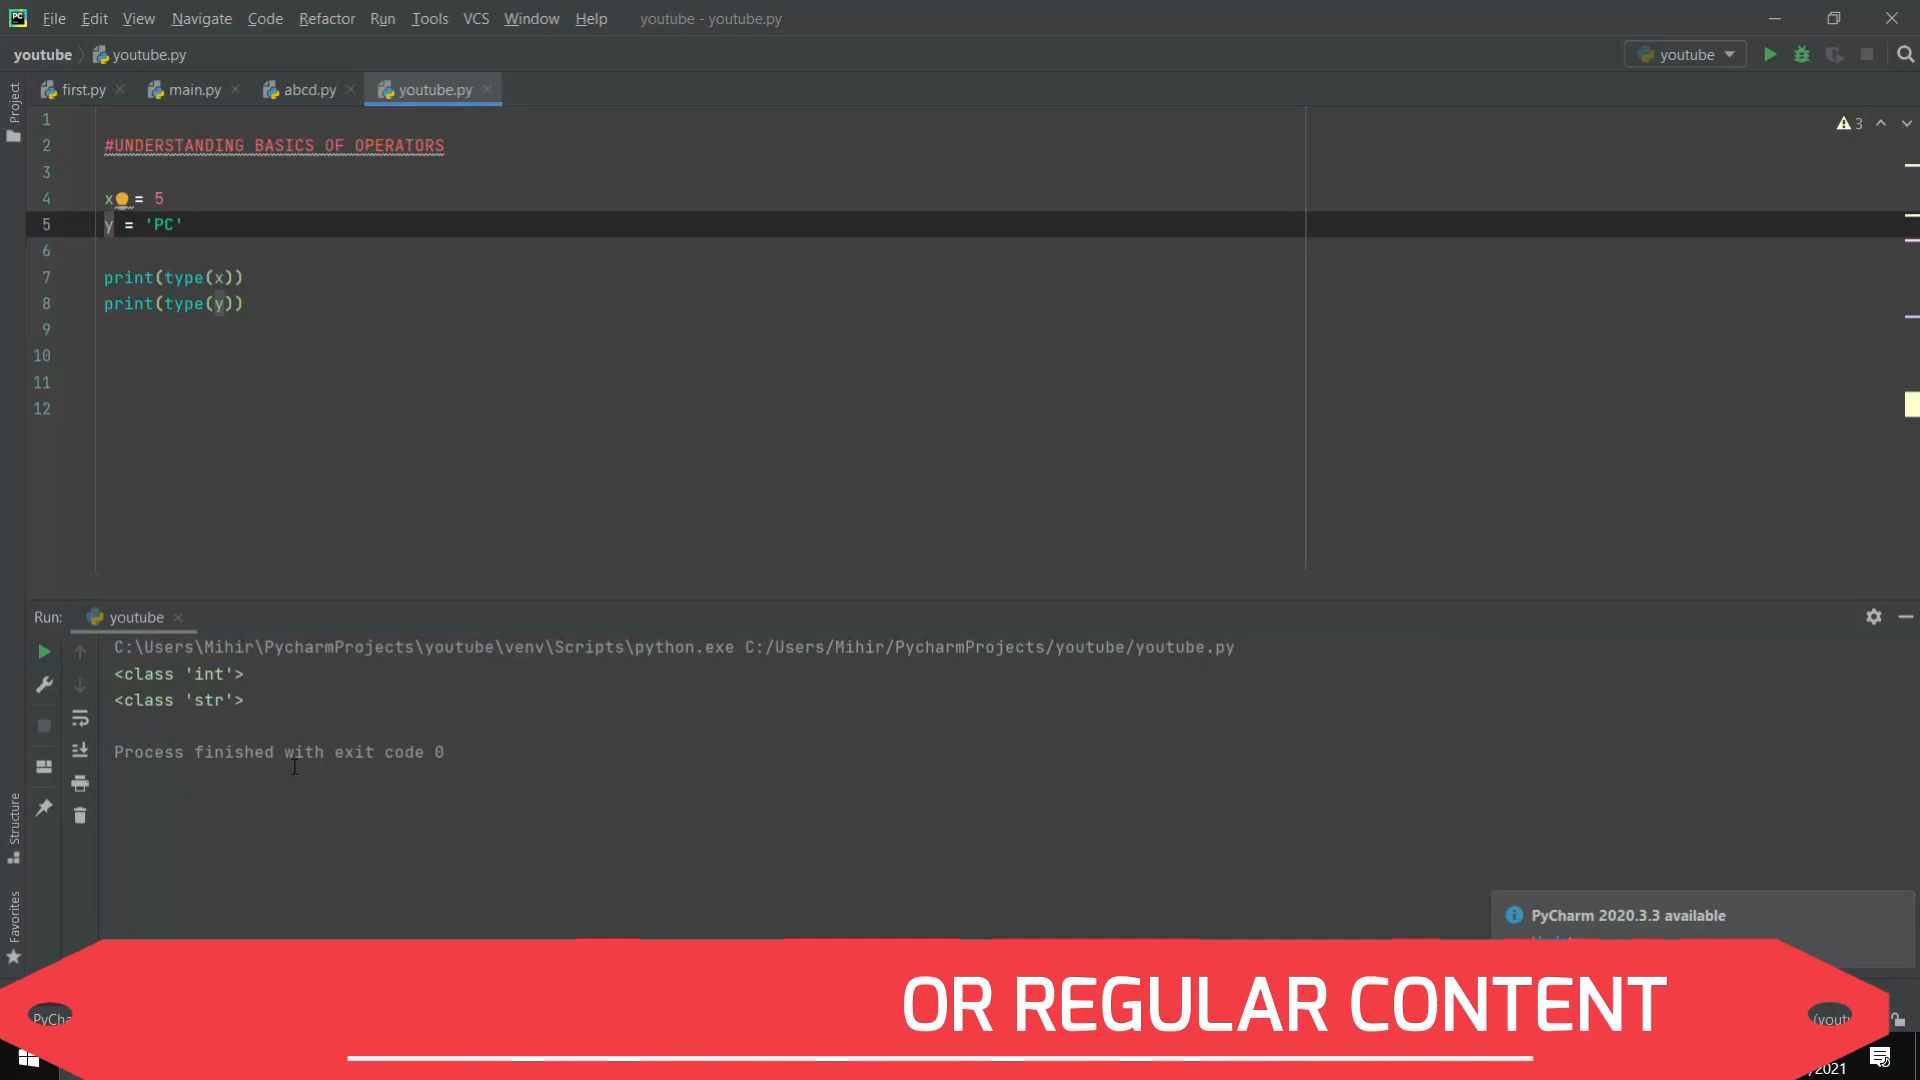 PC File Edit View Navigate Code Refactor Run Tools VCS Window Help youtube - youtube.py
youtube youtube.py youtube
first.py main.py abcd.py youtube.py
Project
1
2 #UNDERSTANDING BASICS OF OPERATORS
3
4 x = 5
5 y = 'PC'
6
7 print(type(x))
8 print(type(y))
9
10
11
12
3
Run: youtube
C:\Users\Mihir\PycharmProjects\youtube\venv\Scripts\python.exe C:/Users/Mihir/PycharmProjects/youtube/youtube.py
<class 'int'>
<class 'str'>
Process finished with exit code 0
Structure
Favorites
PyCharm 2020.3.3 available
OR REGULAR CONTENT
PyCha
(yout
/2021